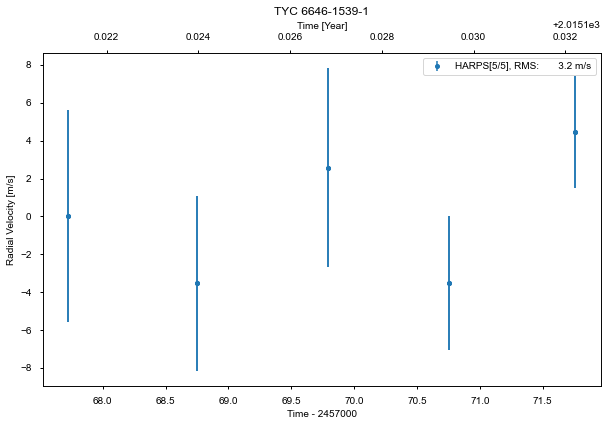 TYC 6646-1539-1
Time [Year]
+2.0151e3
0.022 0.024 0.026 0.028 0.030 0.032
HARPS[5/5], RMS: 3.2 m/s
Radial Velocity [m/s]
8
6
4
2
0
−2
−4
−6
−8
68.0 68.5 69.0 69.5 70.0 70.5 71.0 71.5
Time - 2457000